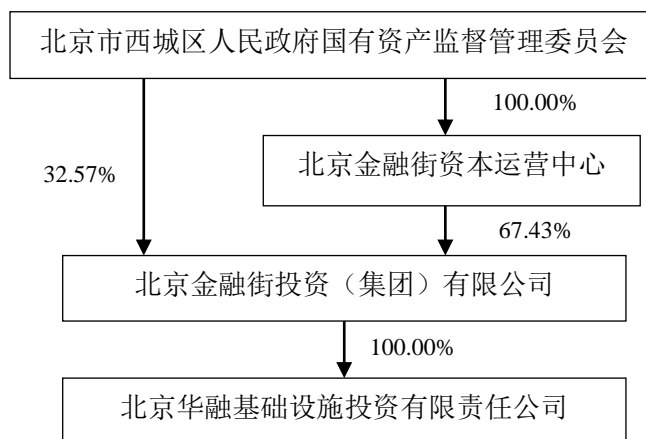 北京市西城区人民政府国有资产监督管理委员会
100.00%
北京金融街资本运营中心
32.57%
67.43%
北京金融街投资（集团）有限公司
100.00%
北京华融基础设施投资有限责任公司